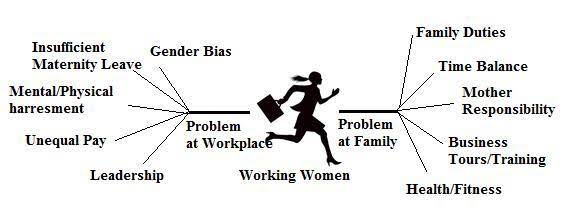 Insufficient
Maternity Leave
Gender Bias
Mental/Physical
harresment
Unequal Pay
Leadership
Problem
at Workplace
Working Women
Problem
at Family
Family Duties
Time Balance
Mother
Responsibility
Business
Tours/Training
Health/Fitness